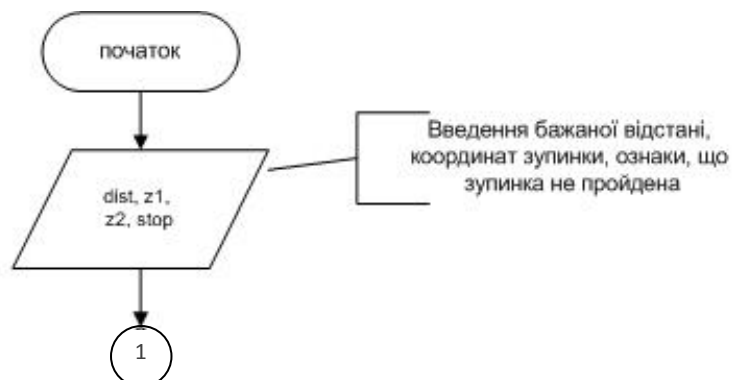 початок
dist, z1,
z2, stop
Введення бажаної відстані,
координат зупинки, ознаки, що
зупинка не пройдена
1